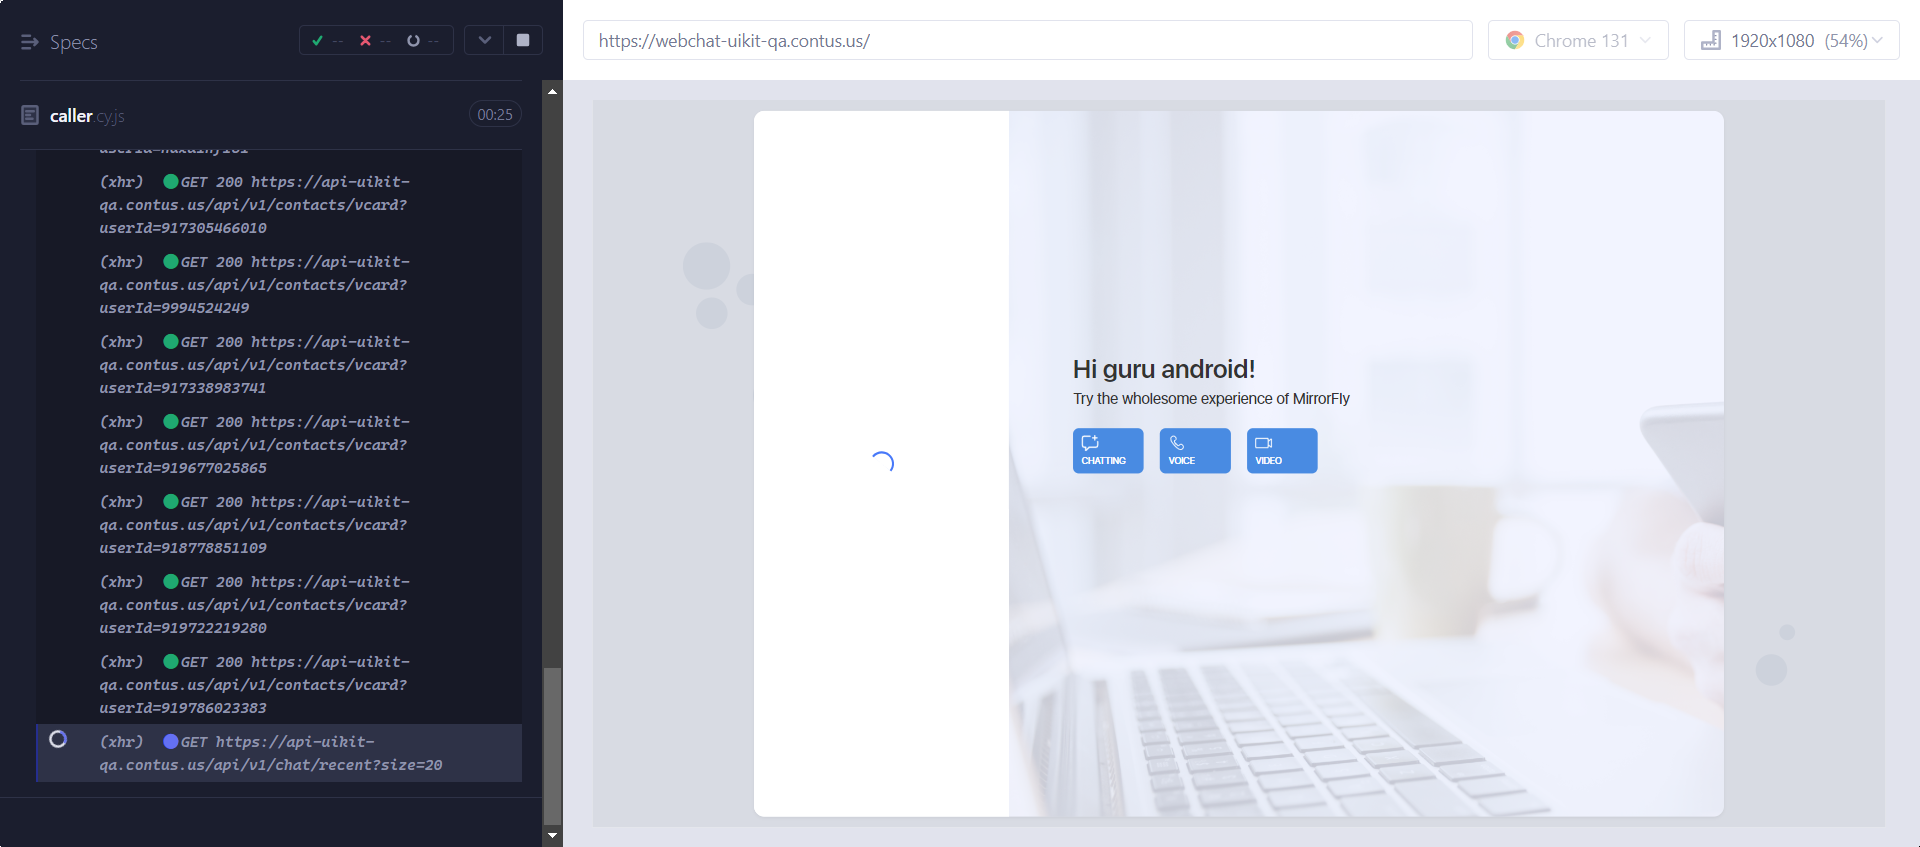 Specs
--
--
--
https://webchat-uikit-qa.contus.us/
Chrome 131
1920x1080 (54%)
caller.cy.js
00:25
(xhr) GET 200 https://api-uikit-
qa.contus.us/api/v1/contacts/vcard?
userId=917305466010
(xhr) GET 200 https://api-uikit-
qa.contus.us/api/v1/contacts/vcard?
userId=9994524249
(xhr) GET 200 https://api-uikit-
qa.contus.us/api/v1/contacts/vcard?
userId=917338983741
(xhr) GET 200 https://api-uikit-
qa.contus.us/api/v1/contacts/vcard?
userId=919677025865
(xhr) GET 200 https://api-uikit-
qa.contus.us/api/v1/contacts/vcard?
userId=918778851109
(xhr) GET 200 https://api-uikit-
qa.contus.us/api/v1/contacts/vcard?
userId=919722219280
(xhr) GET 200 https://api-uikit-
qa.contus.us/api/v1/contacts/vcard?
userId=919786023383
(xhr) GET https://api-uikit-
qa.contus.us/api/v1/chat/recent?size=20
Hi guru android!
Try the wholesome experience of MirrorFly
CHATTING
VOICE
VIDEO